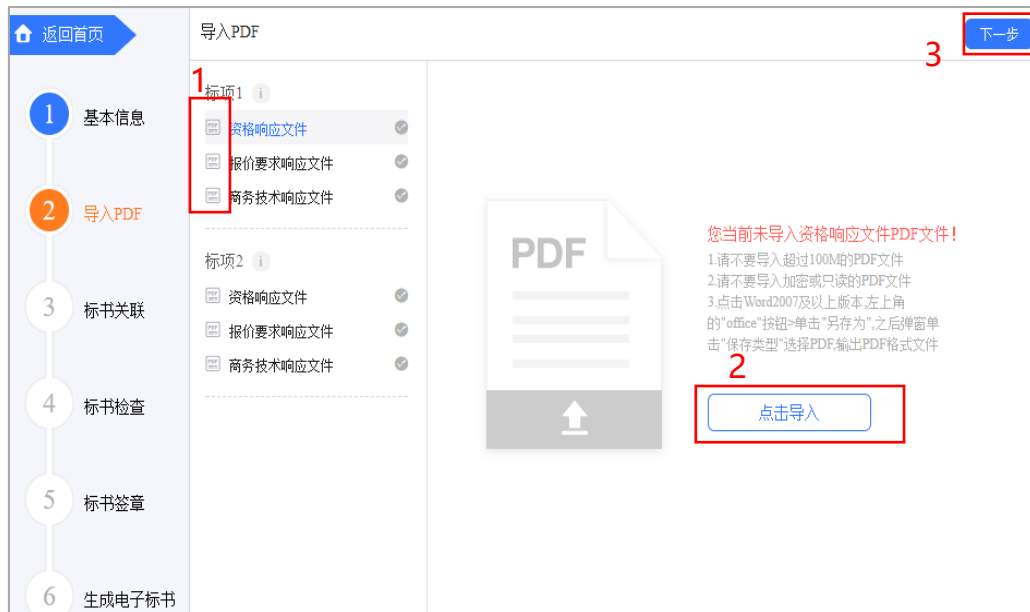 返回首页
导入PDF
下一步
3
1
标项1 i
资格响应文件
报价要求响应文件
商务技术响应文件
标项2 i
资格响应文件
报价要求响应文件
商务技术响应文件
1
基本信息
2
导入PDF
3
标书关联
4
标书检查
5
标书签章
6
生成电子标书
PDF
您当前未导入资格响应文件PDF文件!
1.请不要导入超过100M的PDF文件
2.请不要导入加密或只读的PDF文件
3.点击Word2007及以上版本,左上角
的"office"按钮>单击"另存为",之后弹窗单
击"保存类型"选择PDF,输出PDF格式文件
2
点击导入